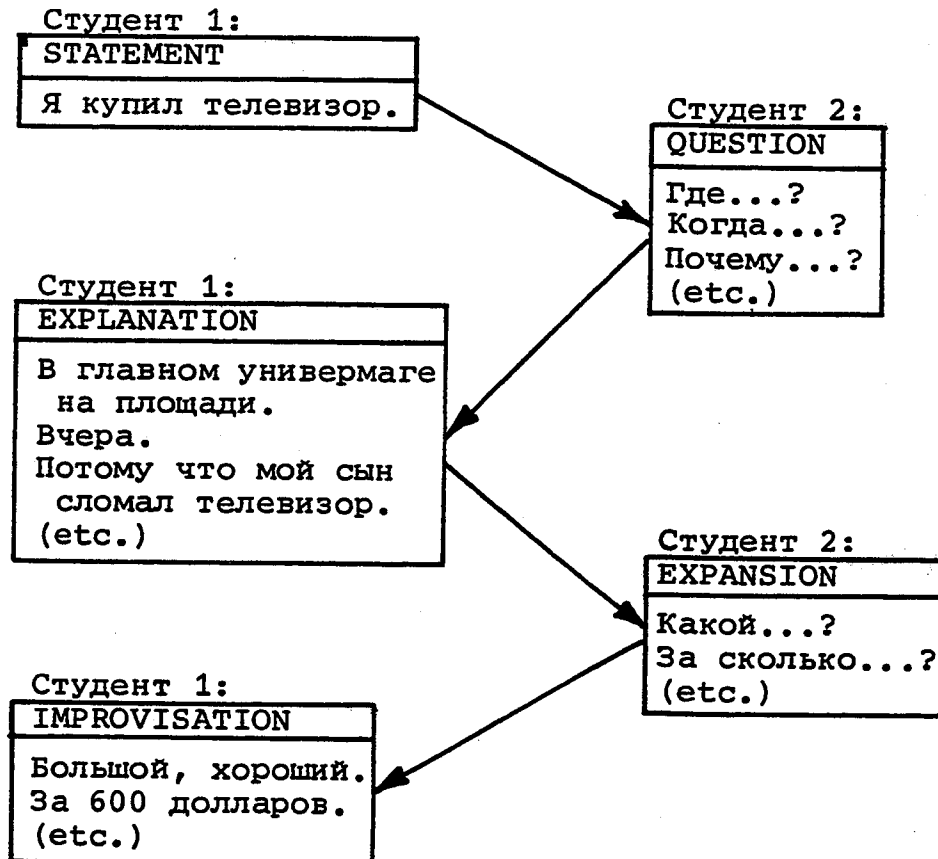 Студент 1:
STATEMENT
Я купил телевизор.
Студент 2:
QUESTION
Где...?
Когда...?
Почему...?
(etc.)
Студент 1:
EXPLANATION
В главном универмаге
на площади.
Вчера.
Потому что мой сын
сломал телевизор.
(etc.)
Студент 2:
EXPANSION
Какой...?
За сколько...?
(etc.)
Студент 1:
IMPROVISATION
Большой, хороший.
За 600 долларов.
(etc.)